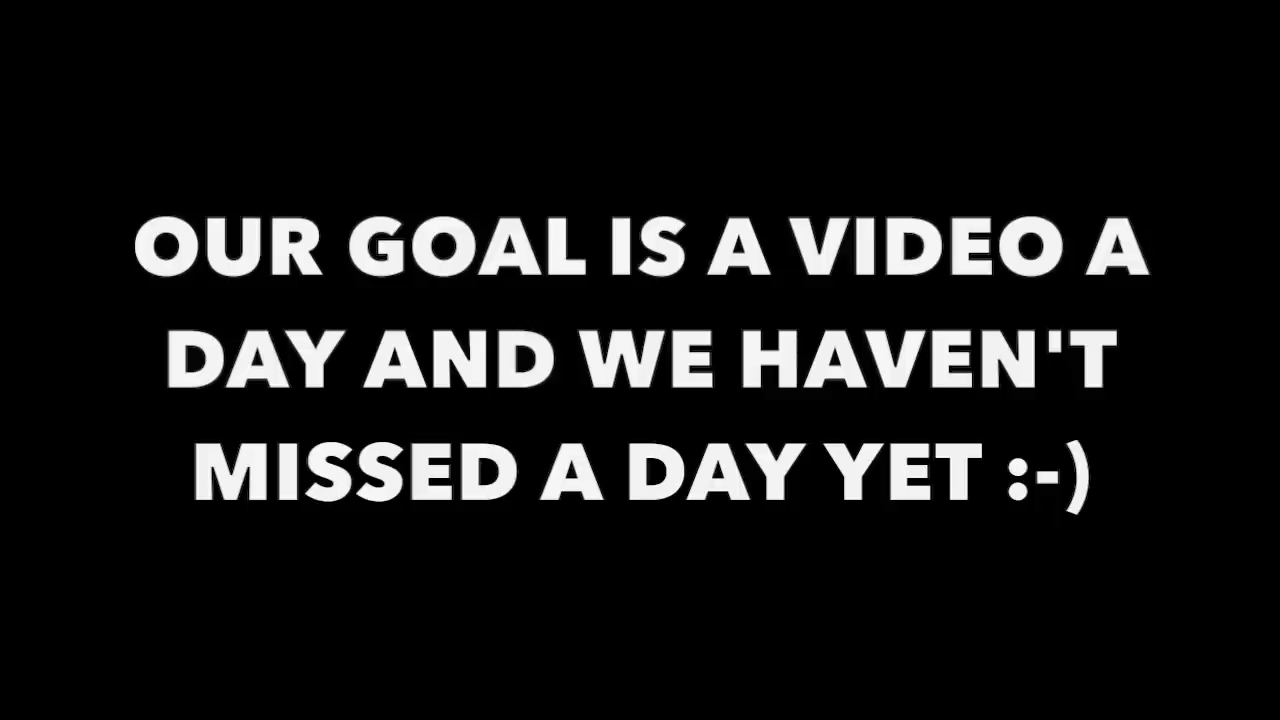 OUR GOAL IS A VIDEO A
DAY AND WE HAVEN'T
MISSED A DAY YET :-)